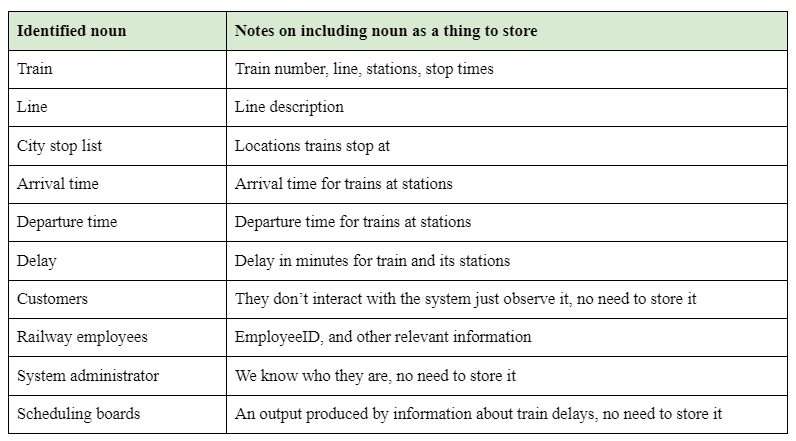 Identified noun Notes on including noun as a thing to store
Train Train number, line, stations, stop times
Line Line description
City stop list Locations trains stop at
Arrival time Arrival time for trains at stations
Departure time Departure time for trains at stations
Delay Delay in minutes for train and its stations
Customers They don’t interact with the system just observe it, no need to store it
Railway employees EmployeeID, and other relevant information
System administrator We know who they are, no need to store it
Scheduling boards An output produced by information about train delays, no need to store it